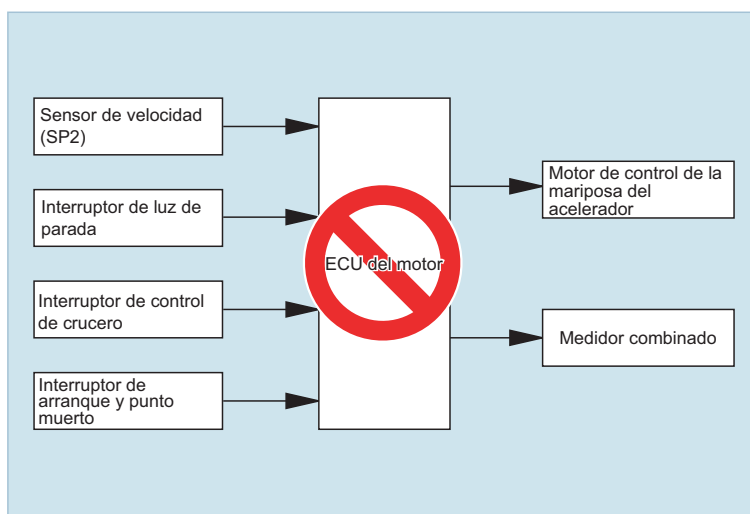 Sensor de velocidad
(SP2)
Interruptor de luz de
parada
Interruptor de control
de crucero
Interruptor de
arranque y punto
muerto
ECU del motor
Motor de control de la
mariposa del
acelerador
Medidor combinado